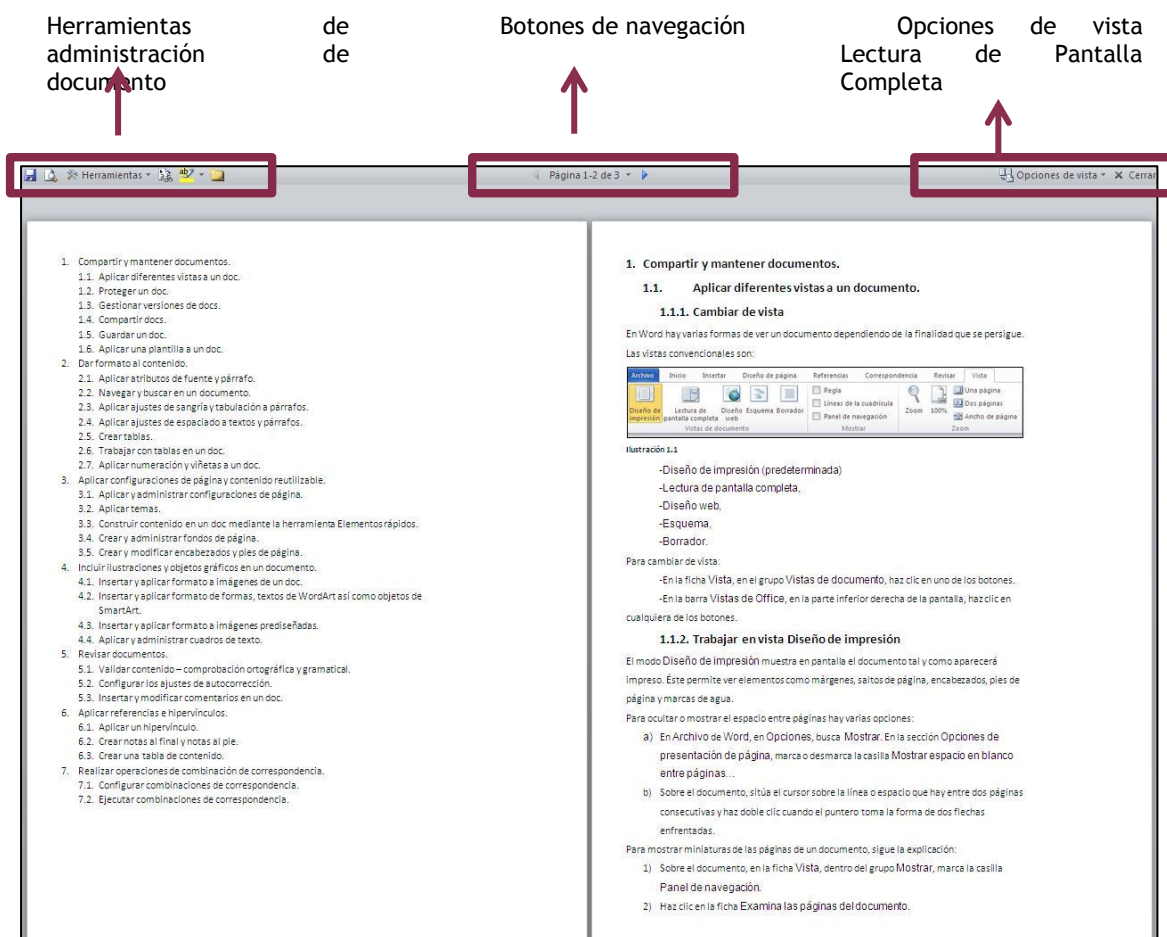 Herramientas de
administración de
documento
Botones de navegación
Opciones de vista
Lectura de Pantalla
Completa
Herramientas
Página 1-2 de 3
Opciones de vista
Cerrar
1. Compartir y mantener documentos.
1.1. Aplicar diferentes vistas a un doc.
1.2. Proteger un doc.
1.3. Gestionar versiones de docs.
1.4. Compartir docs.
1.5. Guardar un doc.
1.6. Aplicar una plantilla a un doc.
2. Dar formato al contenido.
2.1. Aplicar atributos de fuente y párrafo.
2.2. Navegar y buscar en un documento.
2.3. Aplicar ajustes de sangría y tabulación a párrafos.
2.4. Aplicar ajustes de espaciado a textos y párrafos.
2.5. Crear tablas.
2.6. Trabajar con tablas en un doc.
2.7. Aplicar numeración y viñetas a un doc.
3. Aplicar configuraciones de página y contenido reutilizable.
3.1. Aplicar y administrar configuraciones de página.
3.2. Aplicar temas.
3.3. Construir contenido en un doc mediante la herramienta Elementos rápidos.
3.4. Crear y administrar fondos de página.
3.5. Crear y modificar encabezados y pies de página.
4. Incluir ilustraciones y objetos gráficos en un documento.
4.1. Insertar y aplicar formato a imágenes de un doc.
4.2. Insertar y aplicar formato de formas, textos de WordArt así como objetos de
SmartArt.
4.3. Insertar y aplicar formato a imágenes prediseñadas.
4.4. Aplicar y administrar cuadros de texto.
5. Revisar documentos.
5.1. Validar contenido – comprobación ortográfica y gramatical.
5.2. Configurar los ajustes de autocorrección.
5.3. Insertar y modificar comentarios en un doc.
6. Aplicar referencias e hipervínculos.
6.1. Aplicar un hipervínculo.
6.2. Crear notas al final y notas al pie.
6.3. Crear una tabla de contenido.
7. Realizar operaciones de combinación de correspondencia.
7.1. Configurar combinaciones de correspondencia.
7.2. Ejecutar combinaciones de correspondencia.
1. Compartir y mantener documentos.
1.1. Aplicar diferentes vistas a un documento.
1.1.1. Cambiar de vista
En Word hay varias formas de ver un documento dependiendo de la finalidad que se persigue.
Las vistas convencionales son:
Archivo Inicio Insertar Diseño de página Referencias Correspondencia Revisar Vista
Diseño de impresión
Lectura de pantalla completa
Diseño web
Esquema
Borrador
Vistas de documento
Regla
Líneas de la cuadrícula
Panel de navegación
Mostrar
Zoom
100%
Una página
Dos páginas
Ancho de página
Zoom
Ilustración 1.1
-Diseño de impresión (predeterminada)
-Lectura de pantalla completa,
-Diseño web,
-Esquema,
-Borrador.
Para cambiar de vista:
-En la ficha Vista, en el grupo Vistas de documento, haz clic en uno de los botones.
-En la barra Vistas de Office, en la parte inferior derecha de la pantalla, haz clic en
cualquiera de los botones.
1.1.2. Trabajar en vista Diseño de impresión
El modo Diseño de impresión muestra en pantalla el documento tal y como aparecerá
impreso. Éste permite ver elementos como márgenes, saltos de página, encabezados, pies de
página y marcas de agua.
Para ocultar o mostrar el espacio entre páginas hay varias opciones:
a) En Archivo de Word, en Opciones, busca Mostrar. En la sección Opciones de
presentación de página, marca o desmarca la casilla Mostrar espacio en blanco
entre páginas...
b) Sobre el documento, sitúa el cursor sobre la línea o espacio que hay entre dos páginas
consecutivas y haz doble clic cuando el puntero toma la forma de dos flechas
enfrentadas.
Para mostrar miniaturas de las páginas de un documento, sigue la explicación:
1) Sobre el documento, en la ficha Vista, dentro del grupo Mostrar, marca la casilla
Panel de navegación.
2) Haz clic en la ficha Examina las páginas del documento.